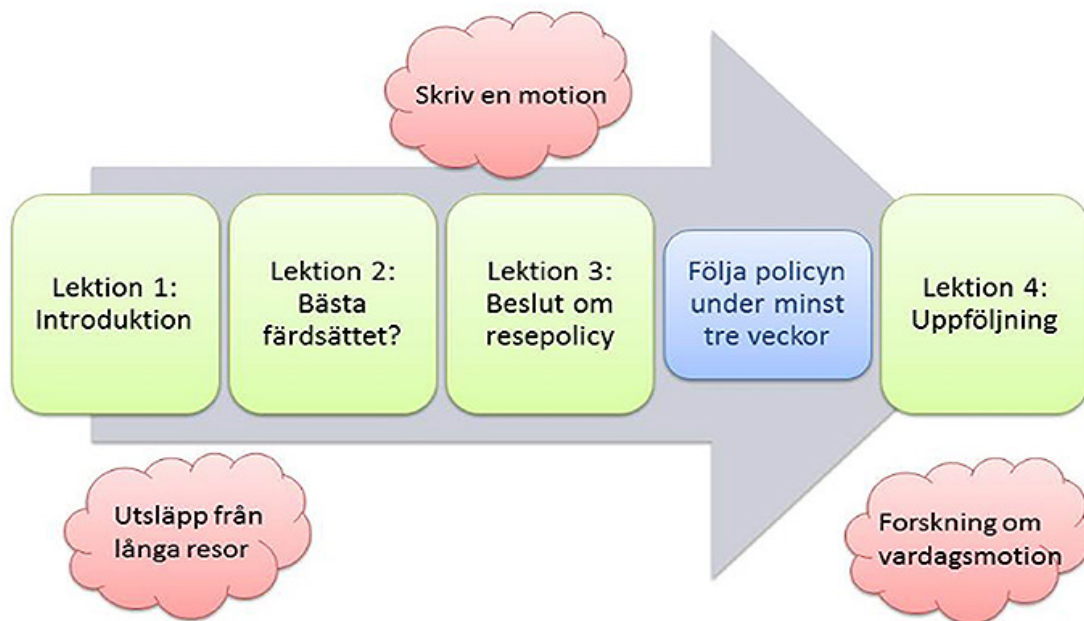 Skriv en motion
Lektion 1:
Introduktion
Lektion 2:
Bästa
färdsättet?
Lektion 3:
Beslut om
resepolicy
Följa policyn
under minst
tre veckor
Lektion 4:
Uppföljning
Utsläpp från
långa resor
Forskning om
vardagsmotion